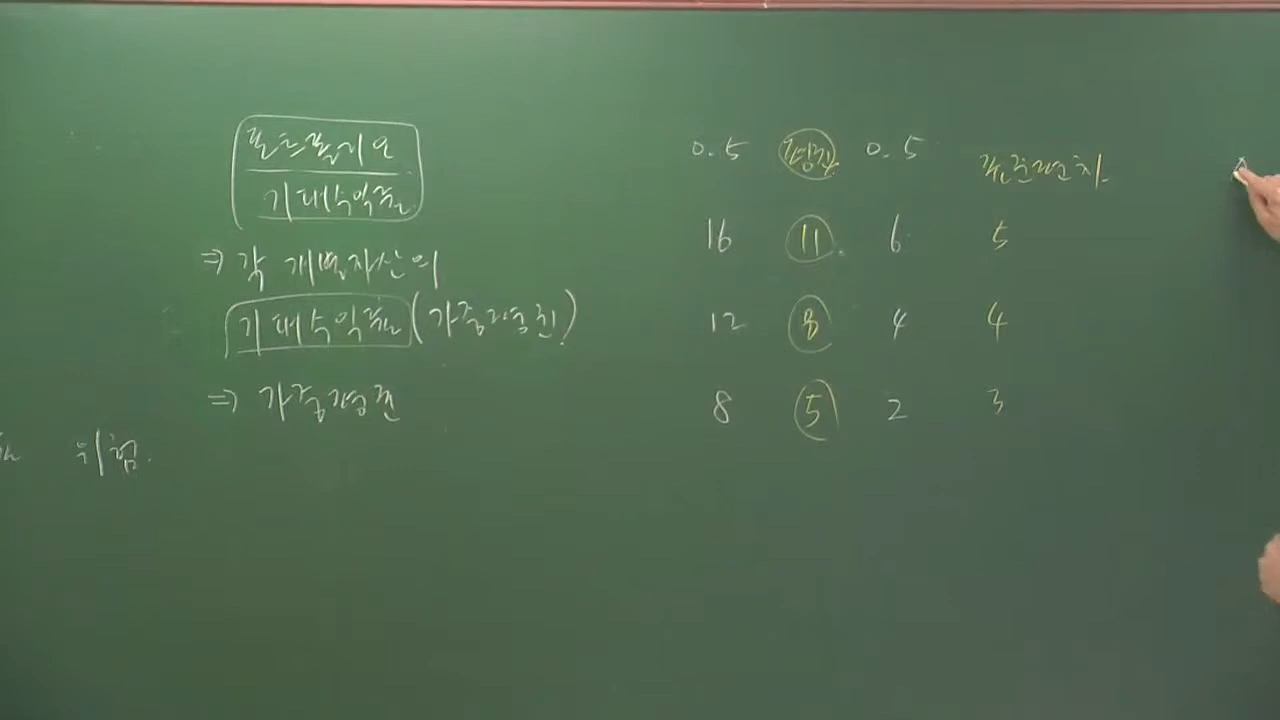 포트폴리오
기대수익률
⇒ 각 개별자산의
기대수익률 (가중평균)
⇒ 가중평균
위험.
0.5 평균 0.5 표준편차
16 11 6 5
12 8 4 4
8 5 2 3